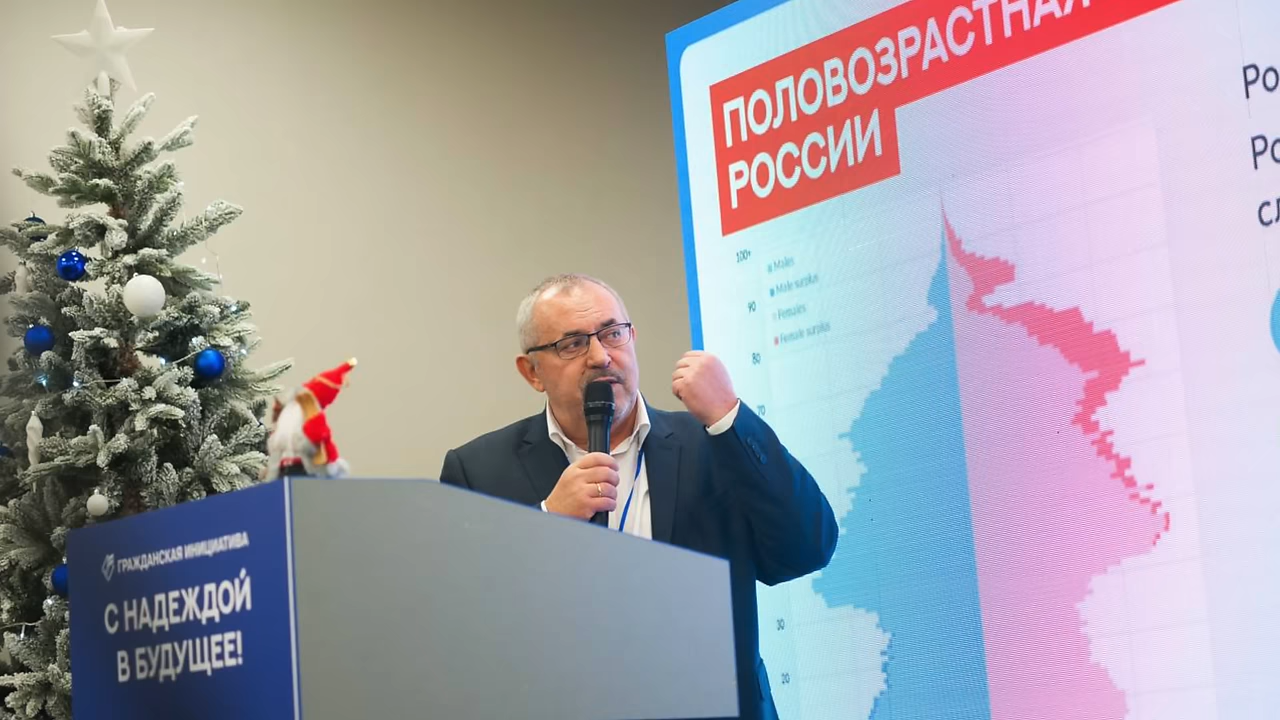 ГРАЖДАНСКАЯ ИНИЦИАТИВА
С НАДЕЖДОЙ
В БУДУЩЕЕ!
ПОЛОВОЗРАСТНАЯ
РОССИИ
100+
90
80
70
30
20
Males
Male surplus
Females
Female surplus